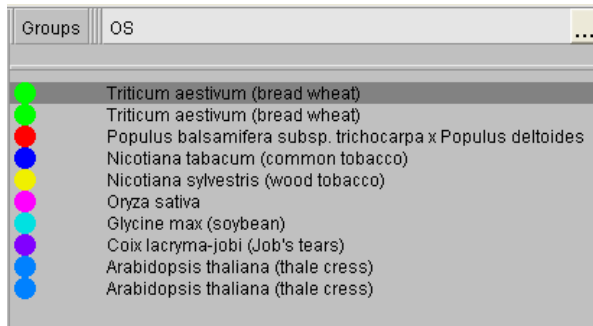 Groups OS ...
Triticum aestivum (bread wheat)
Triticum aestivum (bread wheat)
Populus balsamifera subsp. trichocarpa x Populus deltoides
Nicotiana tabacum (common tobacco)
Nicotiana sylvestris (wood tobacco)
Oryza sativa
Glycine max (soybean)
Coix lacryma-jobi (Job's tears)
Arabidopsis thaliana (thale cress)
Arabidopsis thaliana (thale cress)